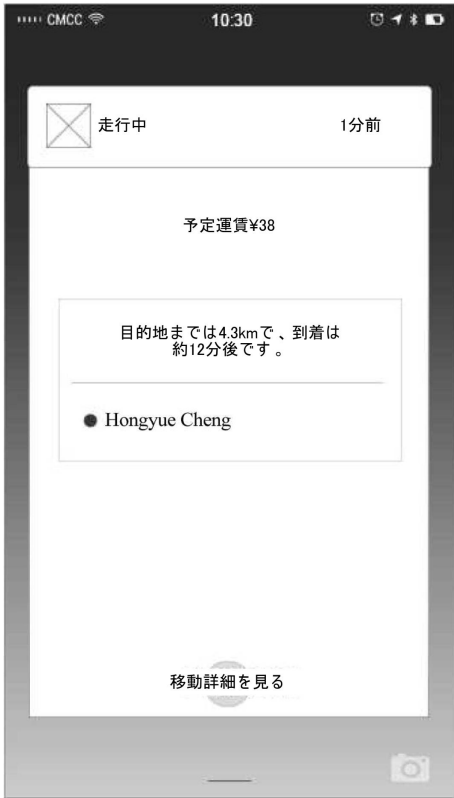 CMCC 10:30
走行中 1分前
予定運賃¥38
目的地までは4.3kmで、到着は
約12分後です。
Hongyue Cheng
移動詳細を見る